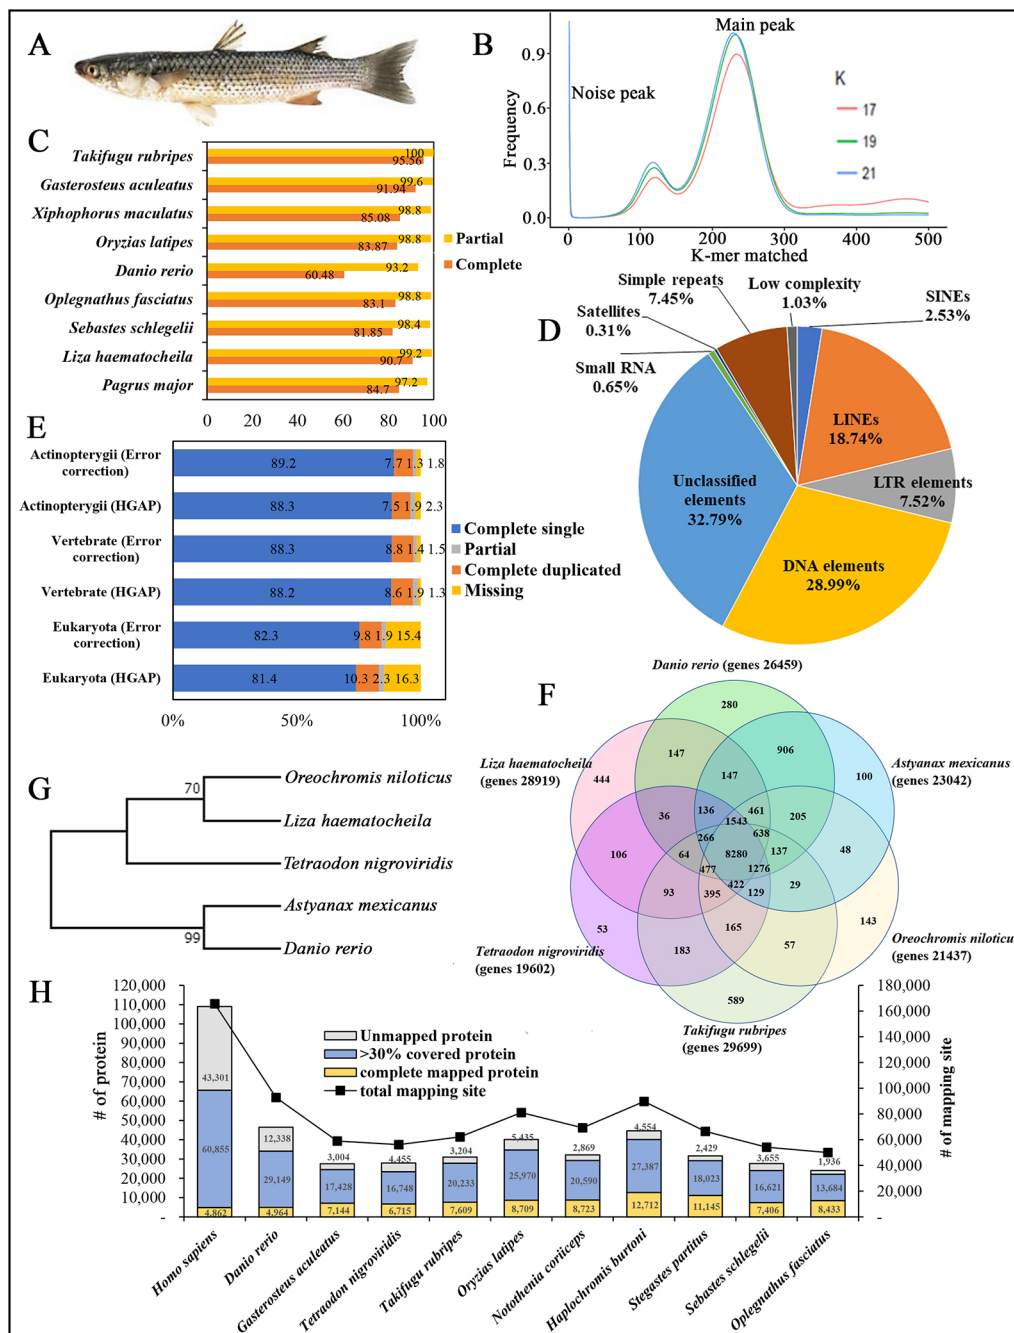 A
B
Main peak
Noise peak
Frequency
0.9
0.6
0.3
0.0
0
100
200
300
400
500
K-mer matched
K
17
19
21
C
Takifugu rubripes
100
95.56
Gasterosteus aculeatus
99.6
91.94
Xiphophorus maculatus
98.8
85.08
Oryzias latipes
98.8
83.87
Danio rerio
93.2
60.48
Oplegnathus fasciatus
98.8
83.1
Sebastes schlegelii
98.4
81.85
Liza haematocheila
99.2
90.7
Pagrus major
97.2
84.7
0 20 40 60 80 100
Partial
Complete
D
Simple repeats
7.45%
Low complexity
1.03%
SINEs
2.53%
Satellites
0.31%
Small RNA
0.65%
LINEs
18.74%
LTR elements
7.52%
Unclassified
elements
32.79%
DNA elements
28.99%
E
Actinopterygii (Error
correction)
89.2 7.7 1.3 1.8
Actinopterygii (HGAP)
88.3 7.5 1.9 2.3
Vertebrate (Error
correction)
88.3 8.8 1.4 1.5
Vertebrate (HGAP)
88.2 8.6 1.9 1.3
Eukaryota (Error
correction)
82.3 9.8 1.9 15.4
Eukaryota (HGAP)
81.4 10.3 2.3 16.3
0% 50% 100%
Complete single
Partial
Complete duplicated
Missing
F
Danio rerio (genes 26459)
Liza haematocheila
(genes 28919)
Astyanax mexicanus
(genes 23042)
Tetraodon nigroviridis
(genes 19602)
Oreochromis niloticu
(genes 21437)
Takifugu rubripes
(genes 29699)
280
147
906
444
147
100
36
136
461
205
1543
638
266
106
64
8280
137
48
477
1276
93
395
422
129
29
53
165
143
183
57
589
G
70
99
Oreochromis niloticus
Liza haematocheila
Tetraodon nigroviridis
Astyanax mexicanus
Danio rerio
H
# of protein
120,000
110,000
100,000
90,000
80,000
70,000
60,000
50,000
40,000
30,000
20,000
10,000
-
Unmapped protein
>30% covered protein
complete mapped protein
total mapping site
# of mapping site
180,000
160,000
140,000
120,000
100,000
80,000
60,000
40,000
20,000
-
43,301
60,855
4,862
12,338
29,149
4,964
3,004
17,428
7,144
4,455
16,748
6,715
3,204
20,233
7,609
5,435
25,970
8,709
2,869
20,590
8,723
4,554
27,387
12,712
2,429
18,023
11,145
3,655
16,621
7,406
1,936
13,684
8,433
Homo sapiens
Danio rerio
Gasterosteus aculeatus
Tetraodon nigroviridis
Takifugu rubripes
Oryzias latipes
Notothenia coriiceps
Haplochromis burtoni
Stegastes partitus
Sebastes schlegelii
Oplegnathus fasciatus